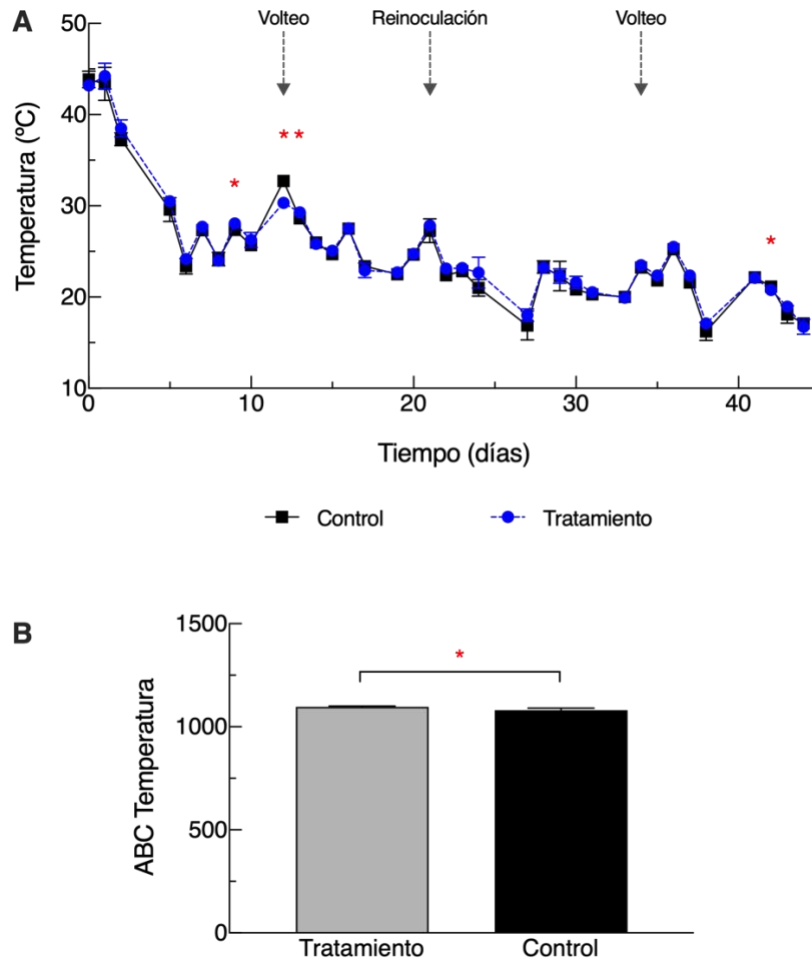 A
Volteo
Reinoculación
Volteo
50
40
30
20
10
Temperatura (ºC)
* ** *
0 10 20 30 40
Tiempo (días)
Control Tratamiento
B
1500
1000
500
0
ABC Temperatura
*
Tratamiento Control